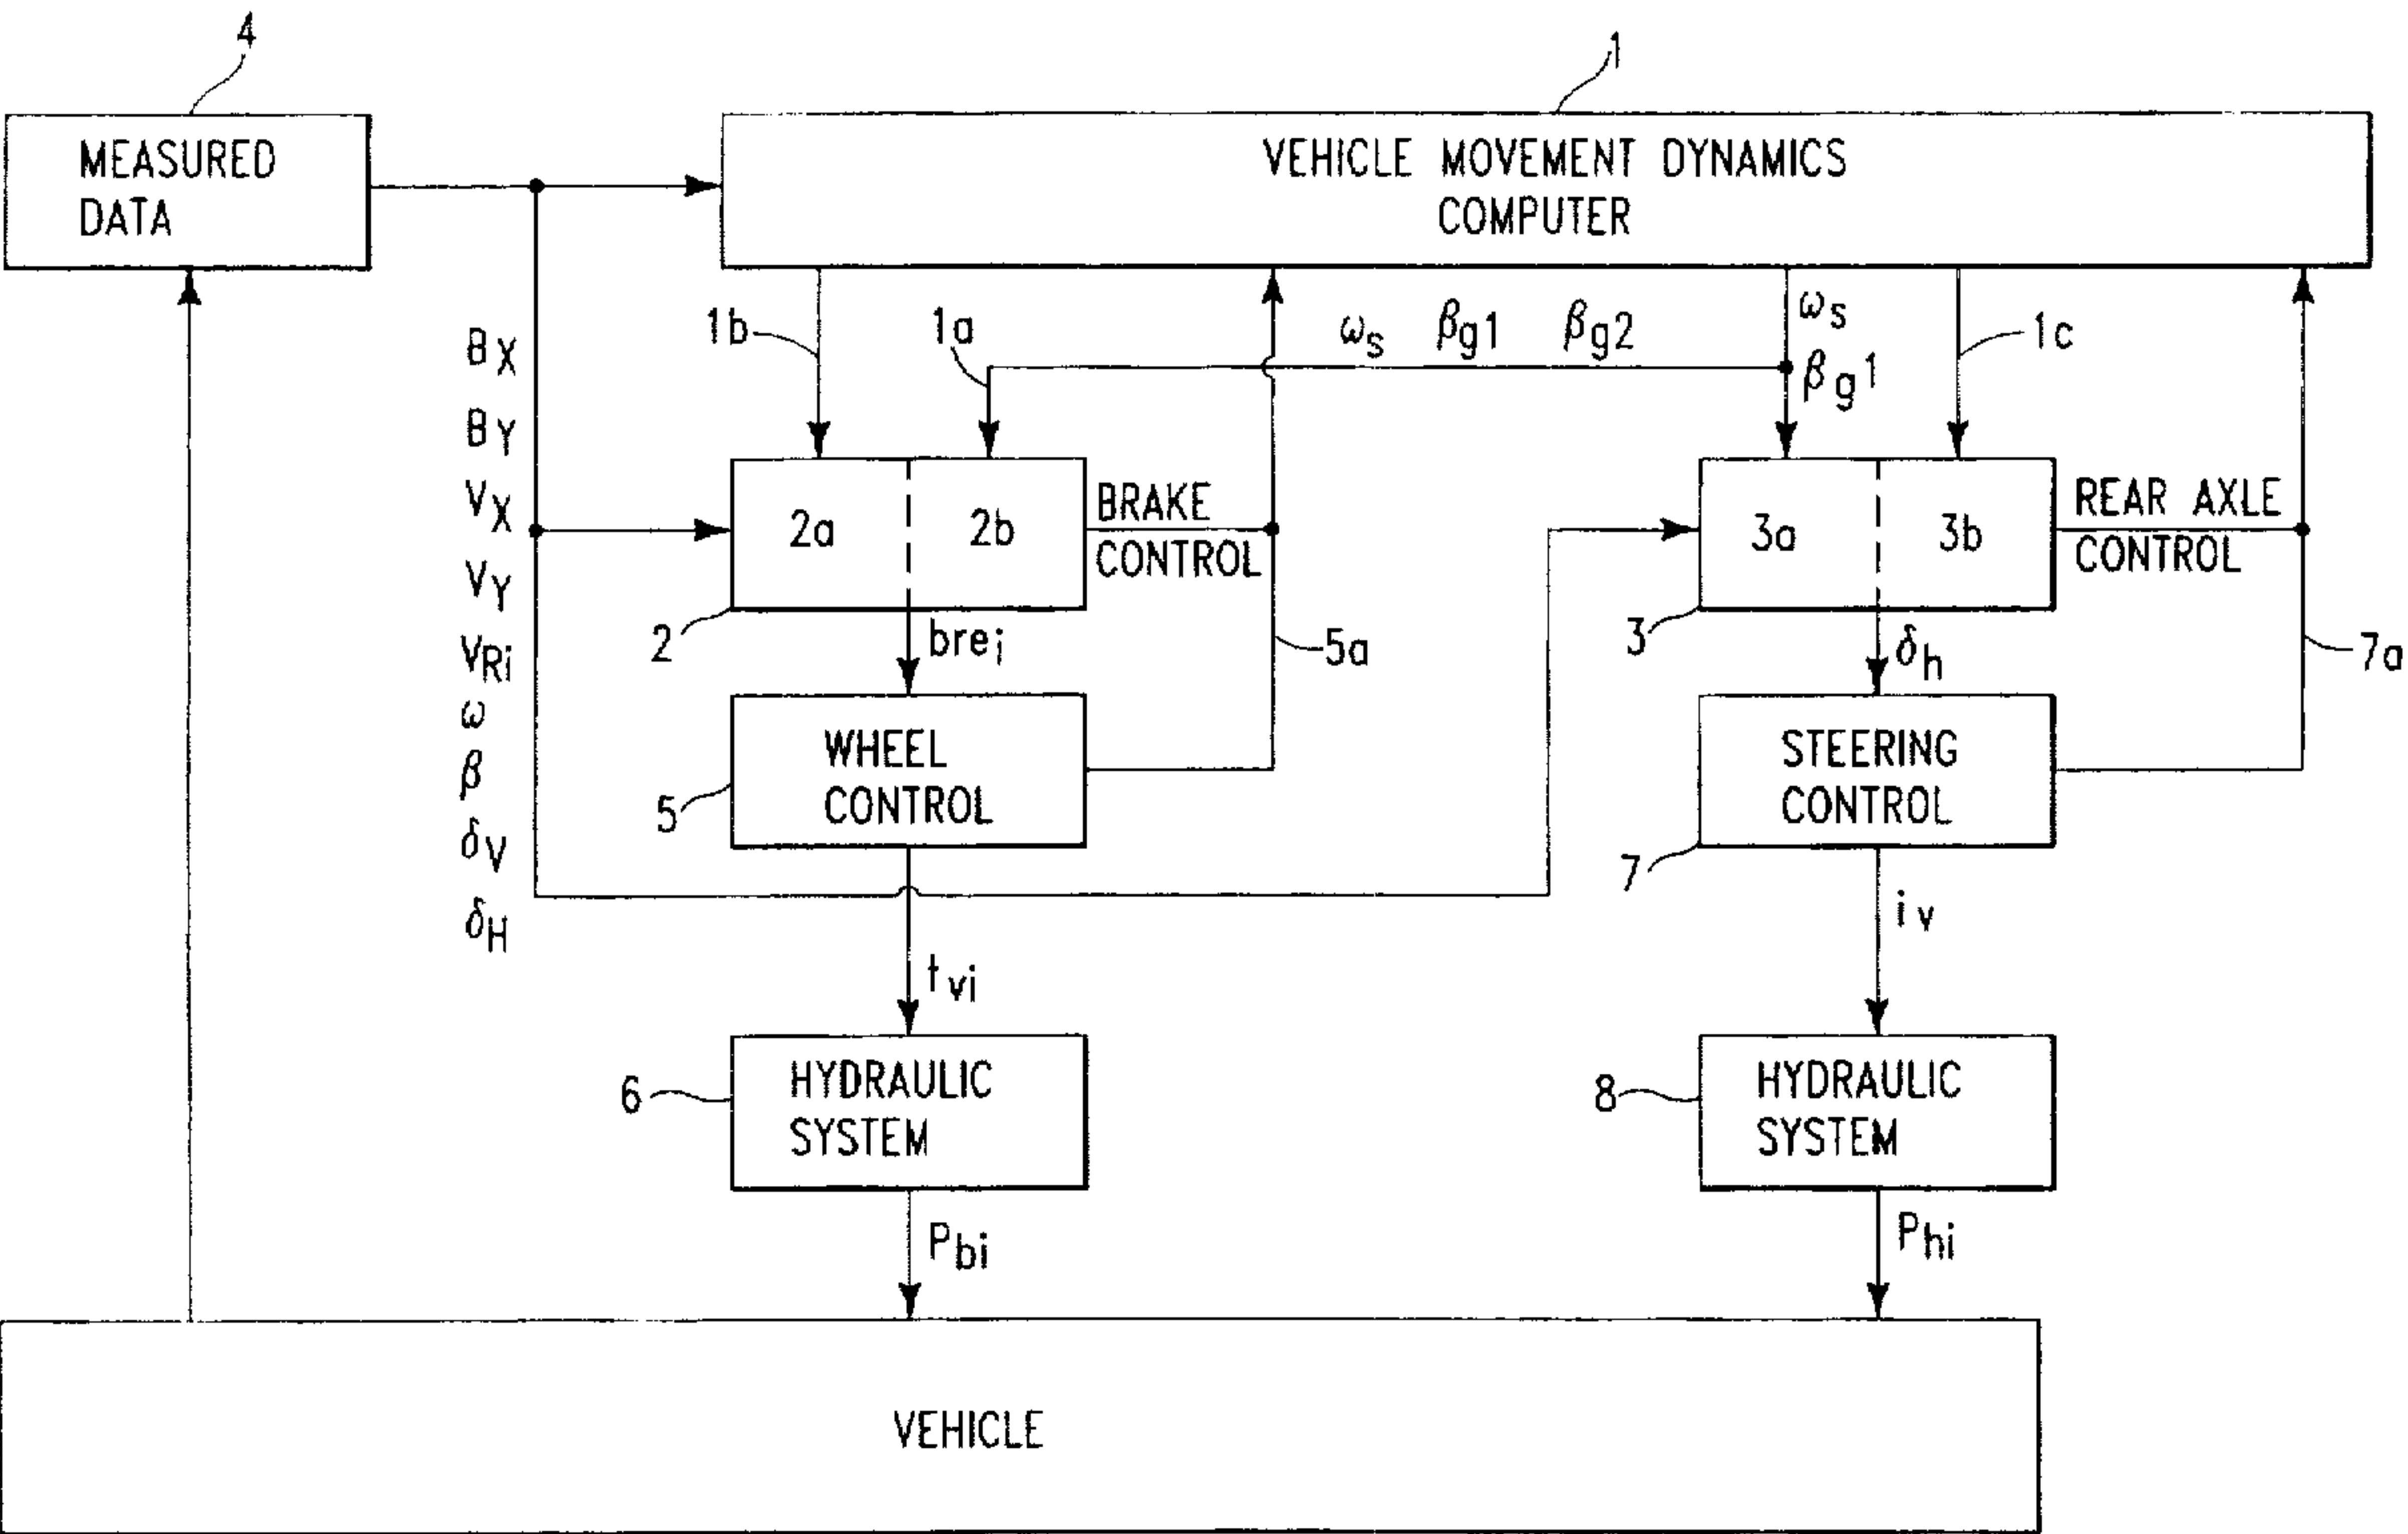 4
1
MEASURED
DATA
VEHICLE MOVEMENT DYNAMICS
COMPUTER
1b
1a
ωs βg1 βg2
ωs
βg1
1c
BX
BY
VX
VY
VRi
ω
β
δV
δH
2a
2b
BRAKE
CONTROL
3a
3b
REAR AXLE
CONTROL
2
brei
5a
3
δh
7a
WHEEL
CONTROL
5
STEERING
CONTROL
7
tvi
iv
6
HYDRAULIC
SYSTEM
8
HYDRAULIC
SYSTEM
Pbi
Phi
VEHICLE